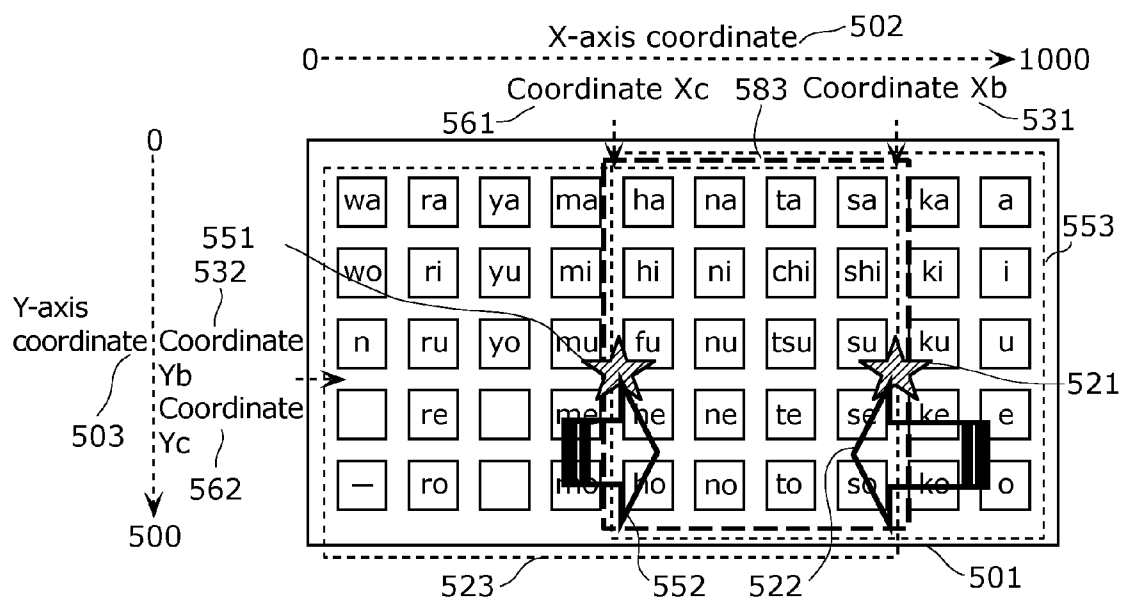 X-axis coordinate 502
0 1000
Coordinate Xc 583 Coordinate Xb
561 531
0
wa ra ya ma ha na ta sa ka a
551 553
532
wo ri yu mi hi ni chi shi ki i
Y-axis
coordinate Coordinate
n ru yo mu fu nu tsu su ku u
Yb
521
Coordinate
503 Yc
re me he ne te se ke e
562
— ro mo ho no to so ko o
500
523 552 522 501